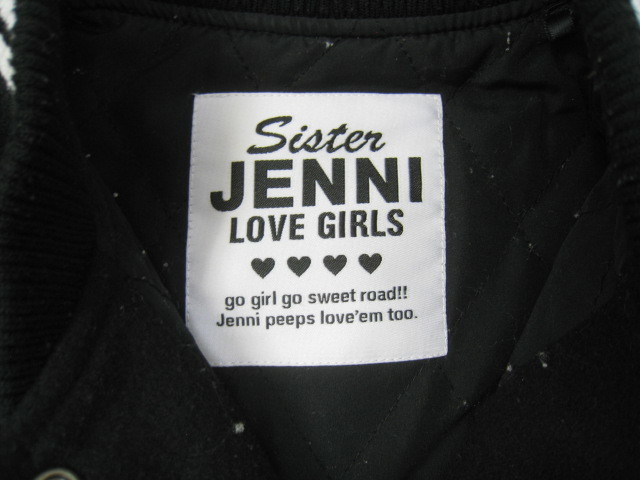 Sister
JENNI
LOVE GIRLS
♥ ♥ ♥ ♥
go girl go sweet road!!
Jenni peeps love'em too.